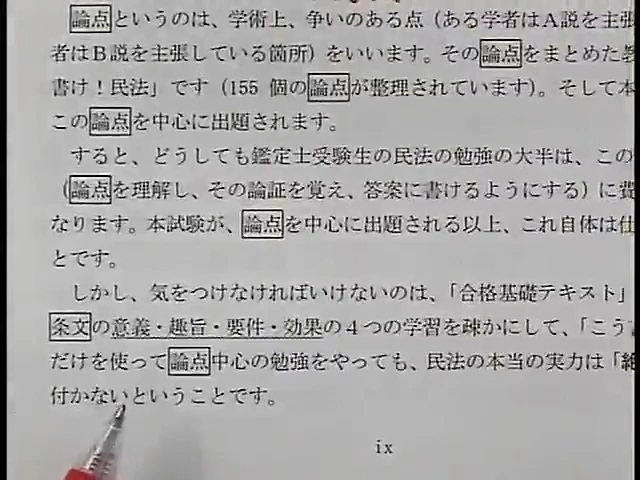 論点というのは、学術上、争いのある点（ある学者はA説を主張
者はB説を主張している箇所）をいいます。その論点をまとめた
書け！民法」です（155 個の論点が整理されています）。そして本
この論点を中心に出題されます。
すると、どうしても鑑定士受験生の民法の勉強の大半は、この
（論点を理解し、その論証を覚え、答案に書けるようにする）に費
なります。本試験が、論点を中心に出題される以上、これ自体は仕
とです。
しかし、気をつけなければいけないのは、「合格基礎テキスト」
条文の意義・趣旨・要件・効果の４つの学習を疎かにして、「こう
だけを使って論点中心の勉強をやっても、民法の本当の実力は「絶
付かないということです。
ix